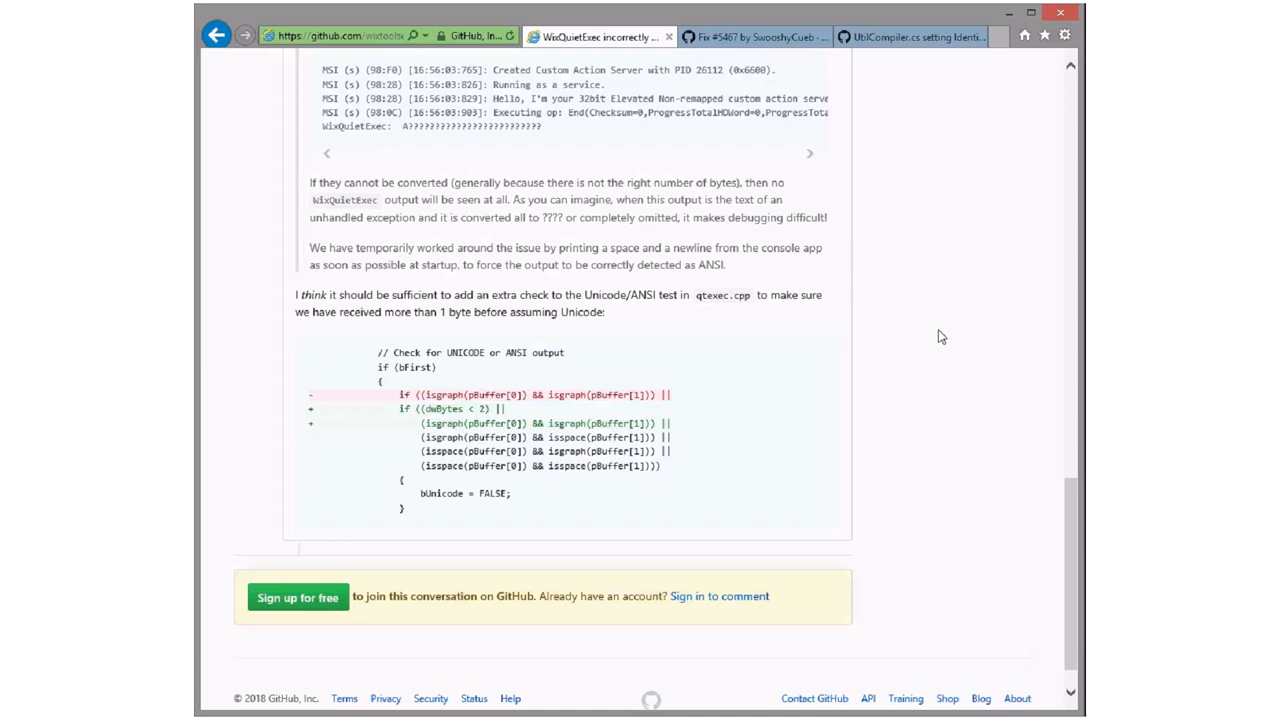 https://github.com/wixtools
GitHub, In...
WixQuietExec incorrectly ...
Fix #5467 by SwooshyCueb · ...
UtilCompiler.cs setting Identi...
MSI (s) (98:F0) [16:56:03:765]: Created Custom Action Server with PID 26112 (0x6600).
MSI (s) (98:28) [16:56:03:826]: Running as a service.
MSI (s) (98:28) [16:56:03:829]: Hello, I'm your 32bit Elevated Non-remapped custom action serve
MSI (s) (98:0C) [16:56:03:903]: Executing op: End(Checksum=0,ProgressTotalHDWord=0,ProgressTota
WixQuietExec: A?????????????????????????
If they cannot be converted (generally because there is not the right number of bytes), then no
WixQuietExec output will be seen at all. As you can imagine, when this output is the text of an
unhandled exception and it is converted all to ???? or completely omitted, it makes debugging difficult!
We have temporarily worked around the issue by printing a space and a newline from the console app
as soon as possible at startup, to force the output to be correctly detected as ANSI.
I think it should be sufficient to add an extra check to the Unicode/ANSI test in qtexec.cpp to make sure
we have received more than 1 byte before assuming Unicode:
// Check for UNICODE or ANSI output
if (bFirst)
{
- if ((isgraph(pBuffer[0]) && isgraph(pBuffer[1])) ||
+ if ((dwBytes < 2) ||
+ (isgraph(pBuffer[0]) && isgraph(pBuffer[1])) ||
(isgraph(pBuffer[0]) && isspace(pBuffer[1])) ||
(isspace(pBuffer[0]) && isgraph(pBuffer[1])) ||
(isspace(pBuffer[0]) && isspace(pBuffer[1])))
{
bUnicode = FALSE;
}
Sign up for free to join this conversation on GitHub. Already have an account? Sign in to comment
© 2018 GitHub, Inc. Terms Privacy Security Status Help Contact GitHub API Training Shop Blog About